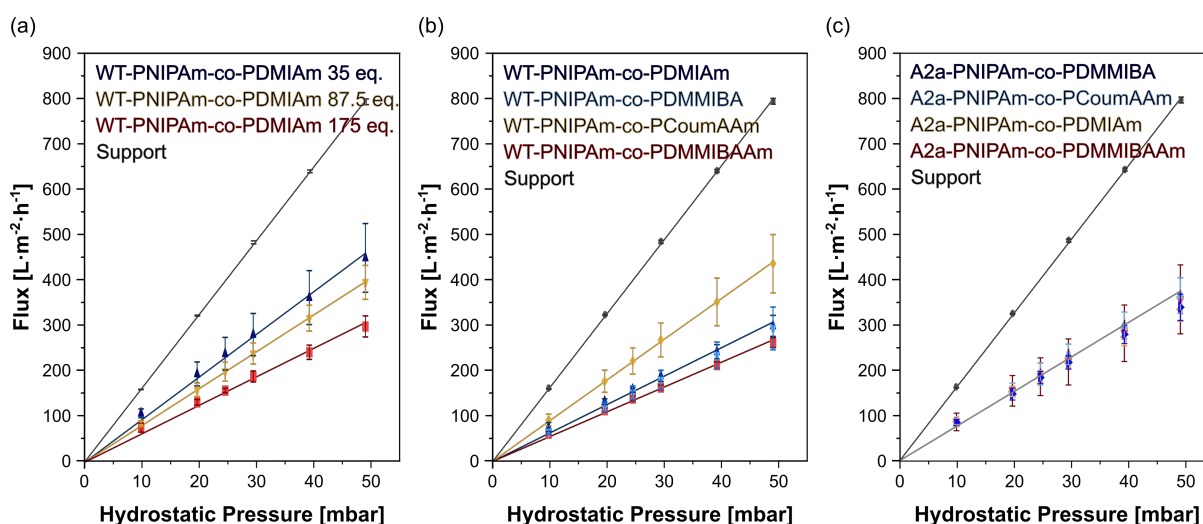 (a)
900
800
700
600
500
400
300
200
100
0
0 10 20 30 40 50
Flux [L·m⁻²·h⁻¹]
Hydrostatic Pressure [mbar]
WT-PNIPAm-co-PDMIAm 35 eq.
WT-PNIPAm-co-PDMIAm 87.5 eq.
WT-PNIPAm-co-PDMIAm 175 eq.
Support
(b)
900
800
700
600
500
400
300
200
100
0
0 10 20 30 40 50
Flux [L·m⁻²·h⁻¹]
Hydrostatic Pressure [mbar]
WT-PNIPAm-co-PDMIAm
WT-PNIPAm-co-PDMMIBA
WT-PNIPAm-co-PCoumAAm
WT-PNIPAm-co-PDMMIBAAm
Support
(c)
900
800
700
600
500
400
300
200
100
0
0 10 20 30 40 50
Flux [L·m⁻²·h⁻¹]
Hydrostatic Pressure [mbar]
A2a-PNIPAm-co-PDMMIBA
A2a-PNIPAm-co-PCoumAAm
A2a-PNIPAm-co-PDMIAm
A2a-PNIPAm-co-PDMMIBAAm
Support